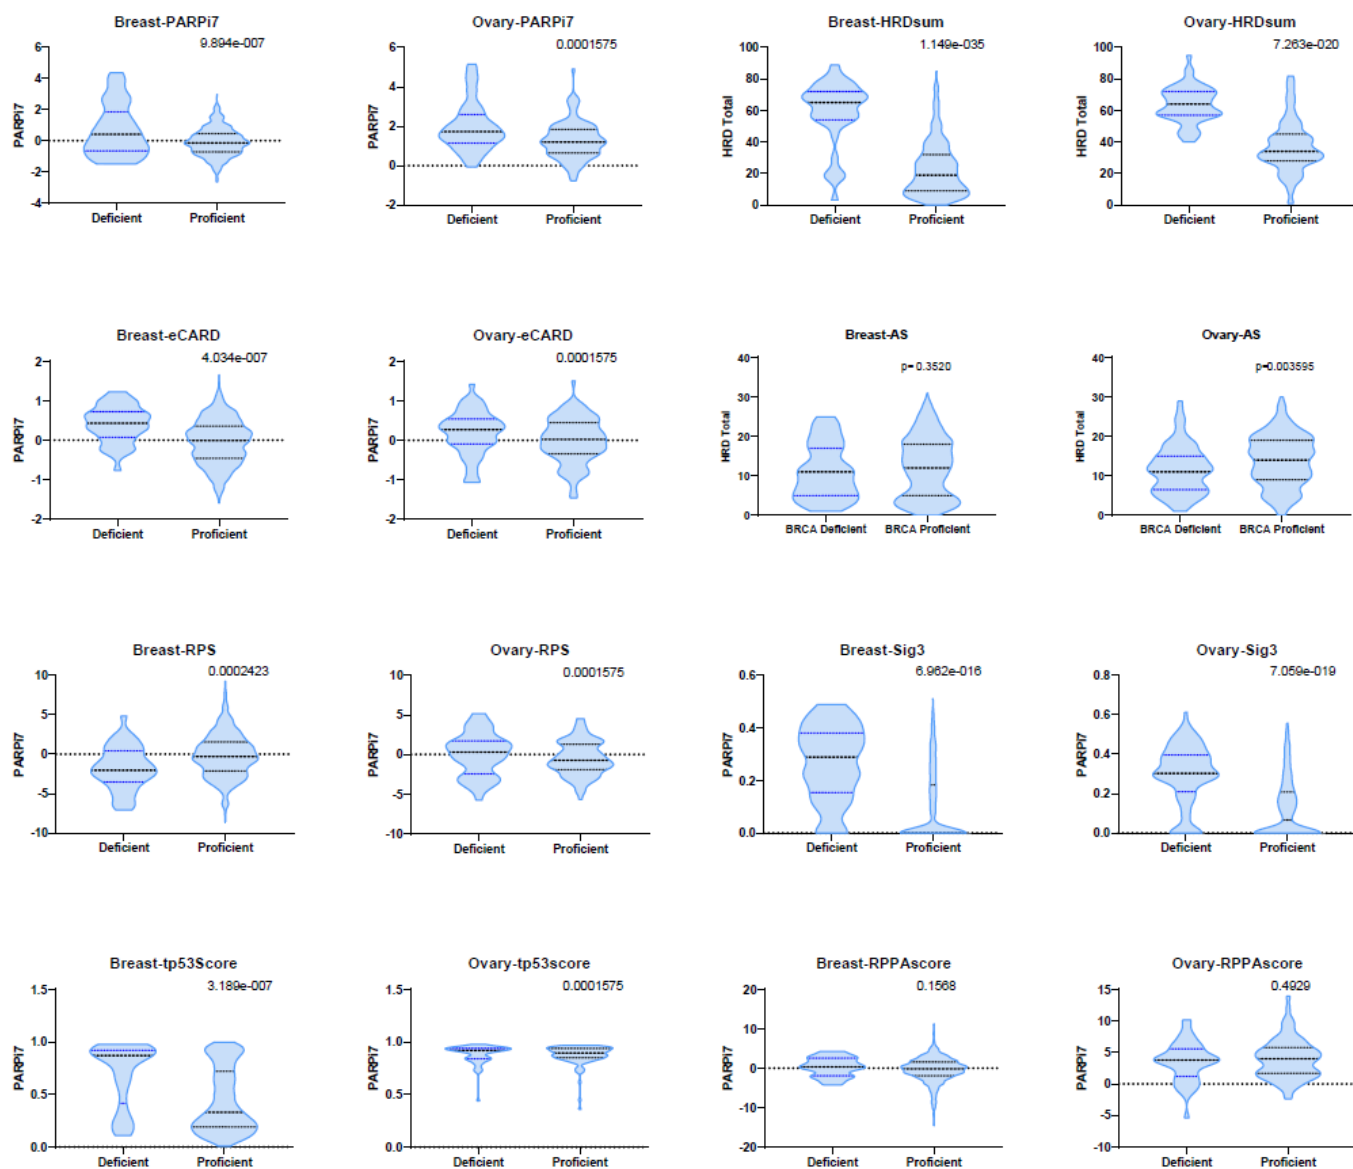 Breast-PARPi7
9.894e-007
PARPi7
6
4
2
0
-2
-4
Deficient
Proficient
Ovary-PARPi7
0.0001575
PARPi7
6
4
2
0
-2
Deficient
Proficient
Breast-HRDsum
1.149e-035
HRD Total
100
80
60
40
20
0
Deficient
Proficient
Ovary-HRDsum
7.263e-020
HRD Total
100
80
60
40
20
0
Deficient
Proficient
Breast-eCARD
4.034e-007
PARPi7
2
1
0
-1
-2
Deficient
Proficient
Ovary-eCARD
0.0001575
PARPi7
2
1
0
-1
-2
Deficient
Proficient
Breast-AS
p= 0.3520
HRD Total
40
30
20
10
0
BRCA Deficient
BRCA Proficient
Ovary-AS
p=0.003595
HRD Total
40
30
20
10
0
BRCA Deficient
BRCA Proficient
Breast-RPS
0.0002423
PARPi7
10
5
0
-5
-10
Deficient
Proficient
Ovary-RPS
0.0001575
PARPi7
10
5
0
-5
-10
Deficient
Proficient
Breast-Sig3
6.962e-016
PARPi7
0.6
0.4
0.2
0.0
Deficient
Proficient
Ovary-Sig3
7.059e-019
PARPi7
0.8
0.6
0.4
0.2
0.0
Deficient
Proficient
Breast-tp53Score
3.189e-007
PARPi7
1.5
1.0
0.5
0.0
Deficient
Proficient
Ovary-tp53score
0.0001575
PARPi7
1.5
1.0
0.5
0.0
Deficient
Proficient
Breast-RPPAscore
0.1568
PARPi7
20
10
0
-10
-20
Deficient
Proficient
Ovary-RPPAscore
0.4929
PARPi7
15
10
5
0
-5
-10
Deficient
Proficient